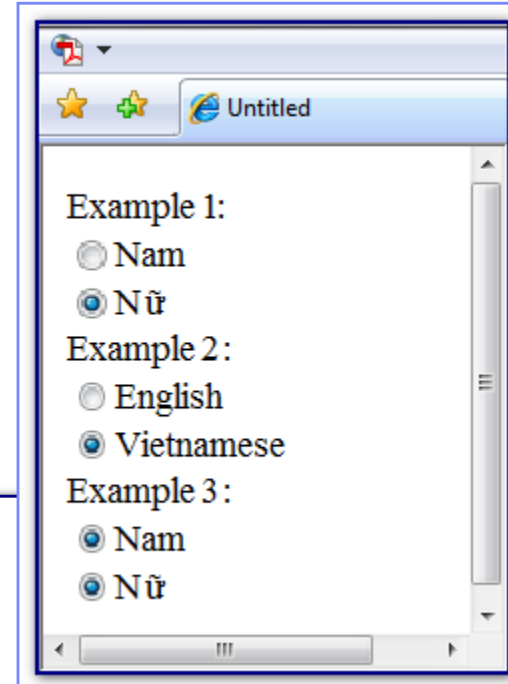 Untitled
Example 1:
Nam
Nữ
Example 2:
English
Vietnamese
Example 3:
Nam
Nữ